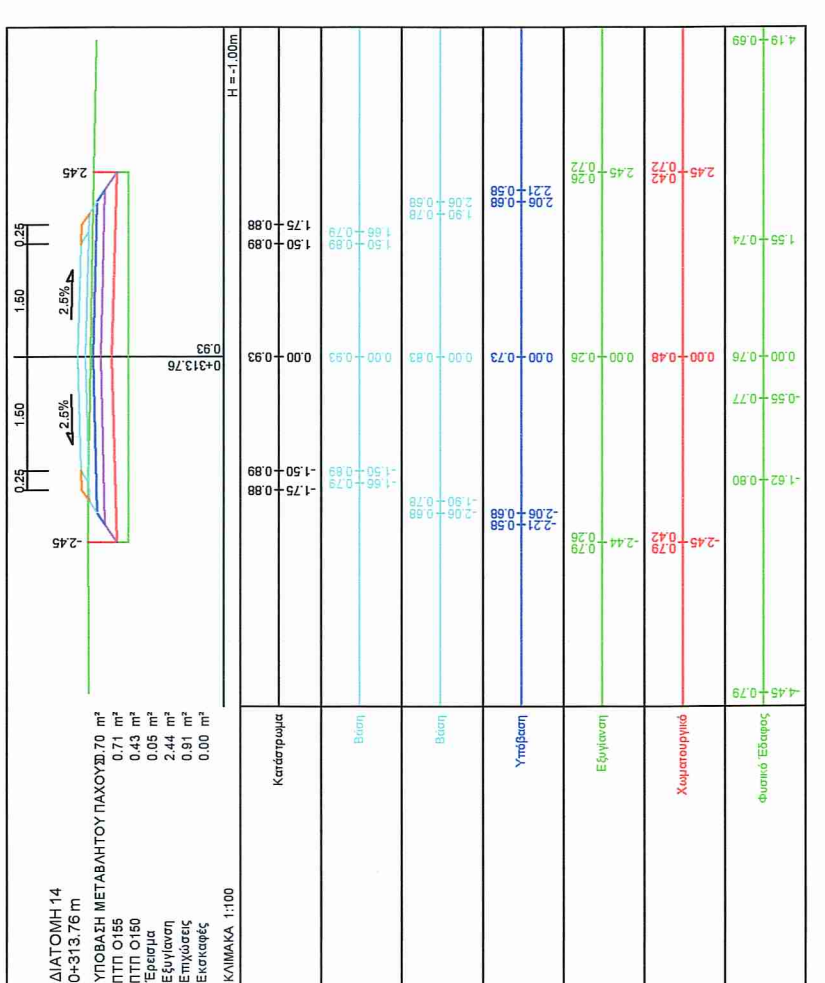 ΔΙΑΤΟΜΗ 14
0+313.76 m
ΥΠΟΒΑΣΗ ΜΕΤΑΒΛΗΤΟΥ ΠΑΧΟΥΣ0.70 m²
ΠΤΠ Ο155 0.71 m²
ΠΤΠ Ο150 0.43 m²
Έρεισμα 0.05 m²
Εξυγίανση 2.44 m²
Επιχώσεις 0.91 m²
Εκσκαφές 0.00 m²
ΚΛΙΜΑΚΑ 1:100
0.25 1.50 1.50 0.25
2.5% 2.5%
-2.45 2.45
0+313.76 0.93
H = -1.00m
Κατάστρωμα
-1.75 -1.50 0.00 1.50 1.75
0.88 0.89 0.93 0.89 0.88
Βάση
-1.66 -1.50 0.00 1.50 1.66
0.79 0.89 0.93 0.89 0.79
Βάση
-2.06 -1.90 0.00 1.90 2.06
0.68 0.78 0.83 0.78 0.68
Υπόβαση
-2.21 -2.06 0.00 2.06 2.21
0.58 0.68 0.73 0.68 0.58
Εξυγίανση
-2.44 0.00 2.45
0.79 0.26 0.26 0.26 0.72
Χωματουργικά
-2.45 0.00 2.45
0.79 0.42 0.48 0.42 0.72
Φυσικό Έδαφος
-4.45 -1.62 -0.55 0.00 1.55 4.19
0.79 0.80 0.77 0.76 0.74 0.69